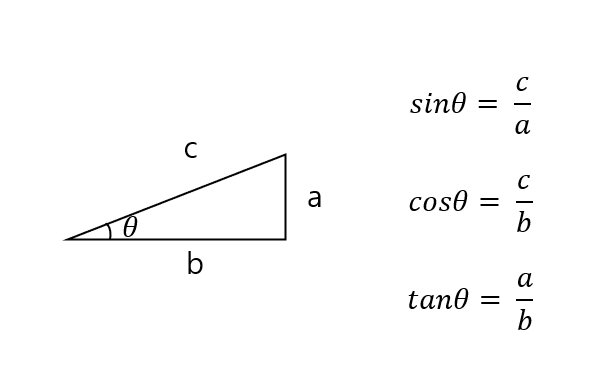 c
a
θ
b
sinθ = c/a
cosθ = c/b
tanθ = a/b